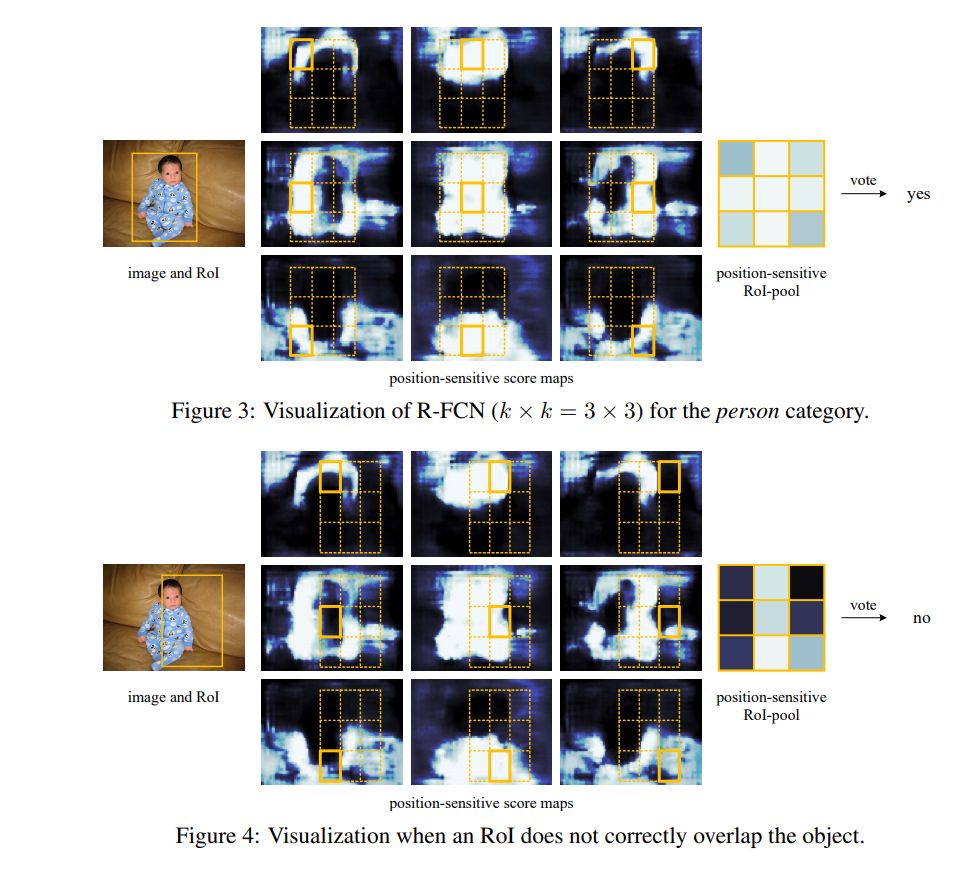 image and RoI
vote
yes
position-sensitive
RoI-pool
position-sensitive score maps
Figure 3: Visualization of R-FCN (k × k = 3 × 3) for the person category.
image and RoI
vote
no
position-sensitive
RoI-pool
position-sensitive score maps
Figure 4: Visualization when an RoI does not correctly overlap the object.